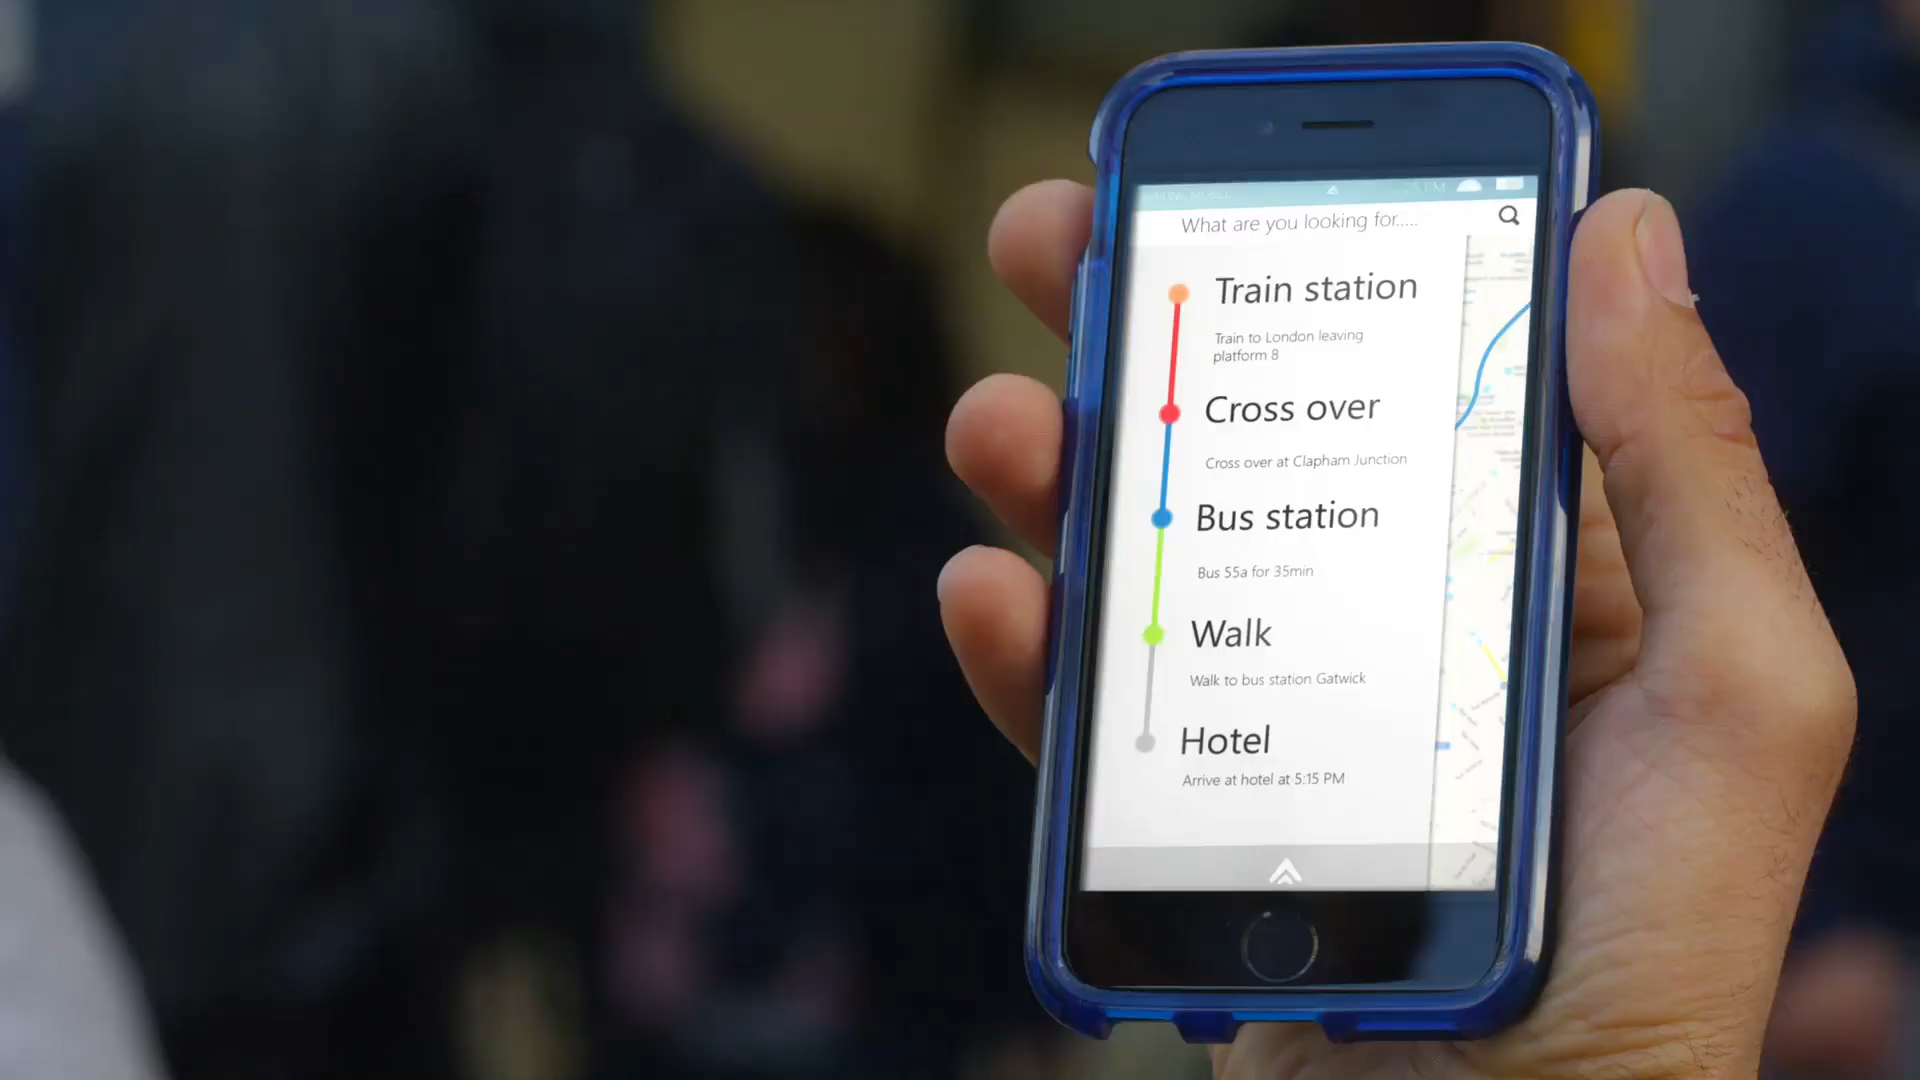 What are you looking for.....
Train station
Train to London leaving
platform 8
Cross over
Cross over at Clapham Junction
Bus station
Bus 55a for 35min
Walk
Walk to bus station Gatwick
Hotel
Arrive at hotel at 5:15 PM